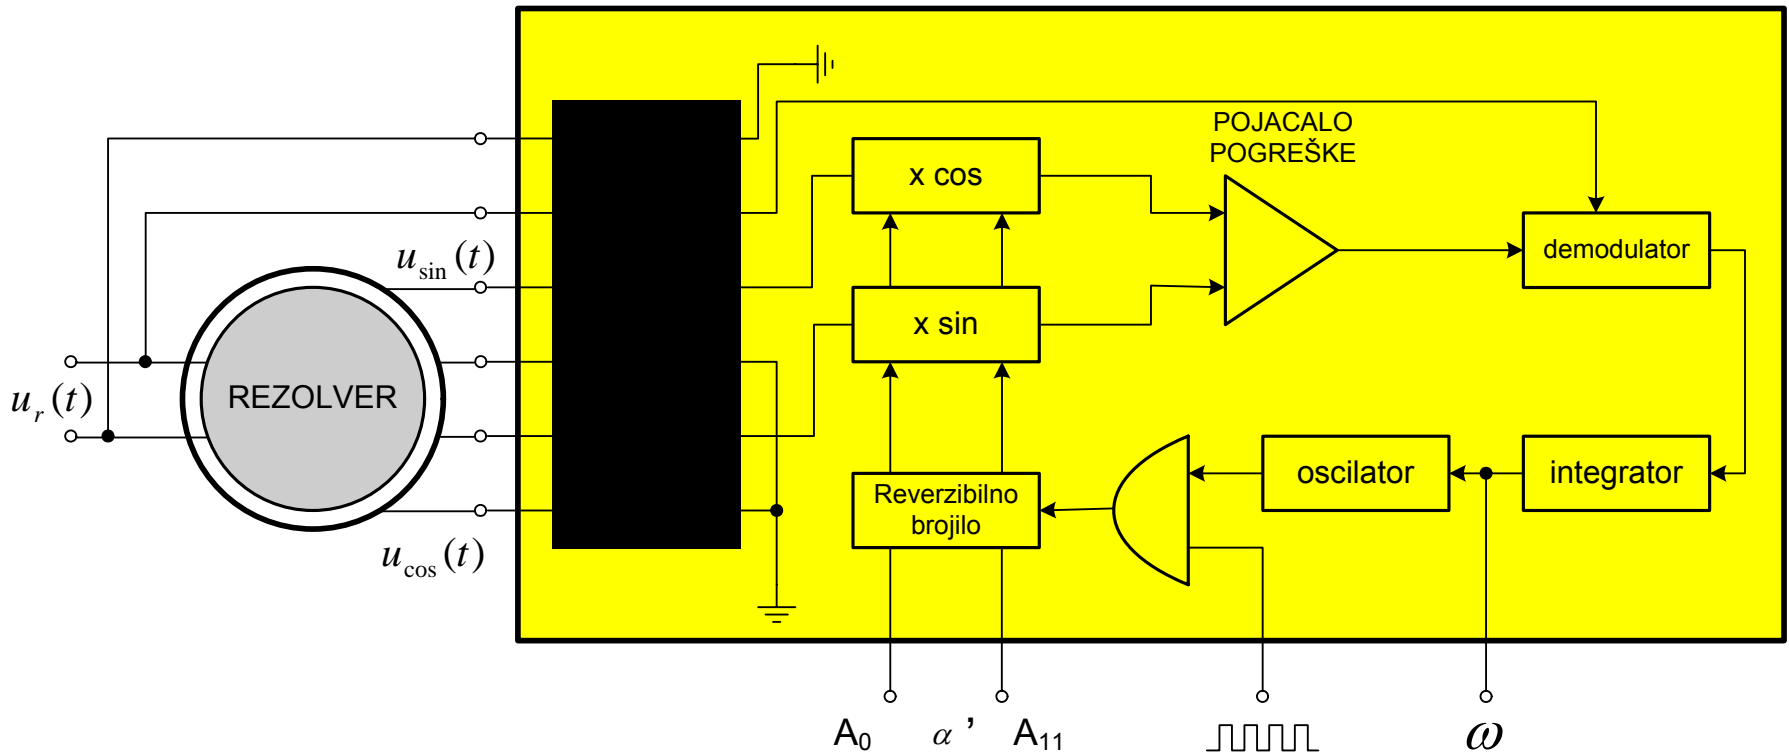 POJACALO
POGREŠKE
x cos
demodulator
u_sin(t)
x sin
REZOLVER
u_r(t)
oscilator
integrator
Reverzibilno
brojilo
u_cos(t)
A₀ α ’ A₁₁ ω